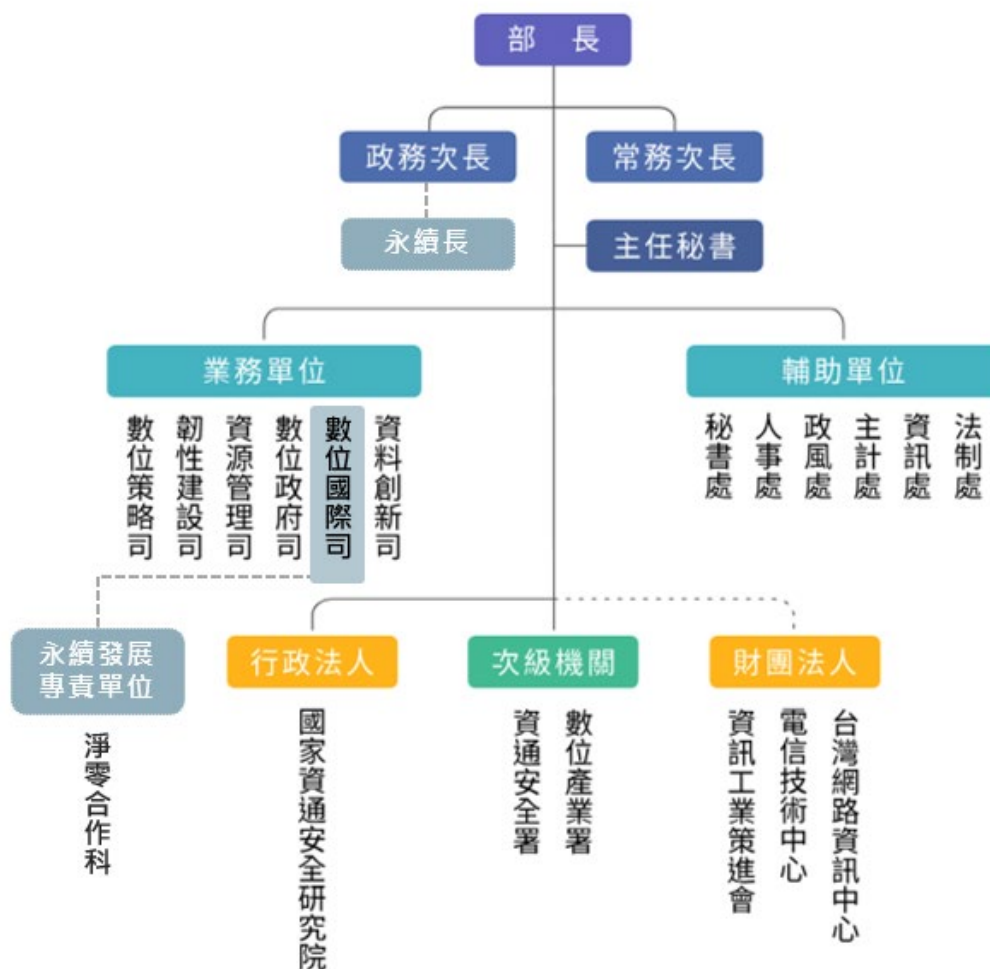 部 長
政務次長
常務次長
永續長
主任秘書
業務單位
輔助單位
數位策略司
韌性建設司
資源管理司
數位政府司
數位國際司
資料創新司
秘書處
人事處
政風處
主計處
資訊處
法制處
永續發展
專責單位
行政法人
次級機關
財團法人
淨零合作科
國家資通安全研究院
資通安全署
數位產業署
資訊工業策進會
電信技術中心
台灣網路資訊中心